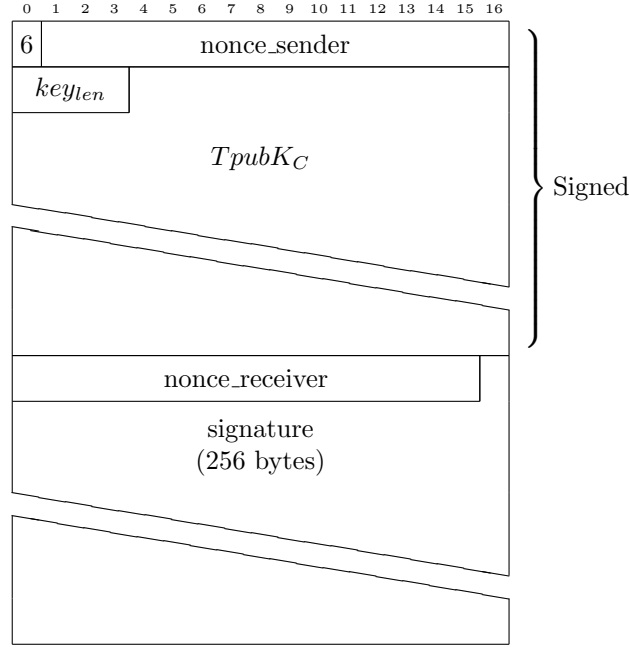 0 1 2 3 4 5 6 7 8 9 10 11 12 13 14 15 16
6 nonce_sender
key_len
TpubK_C
Signed
nonce_receiver
signature
(256 bytes)